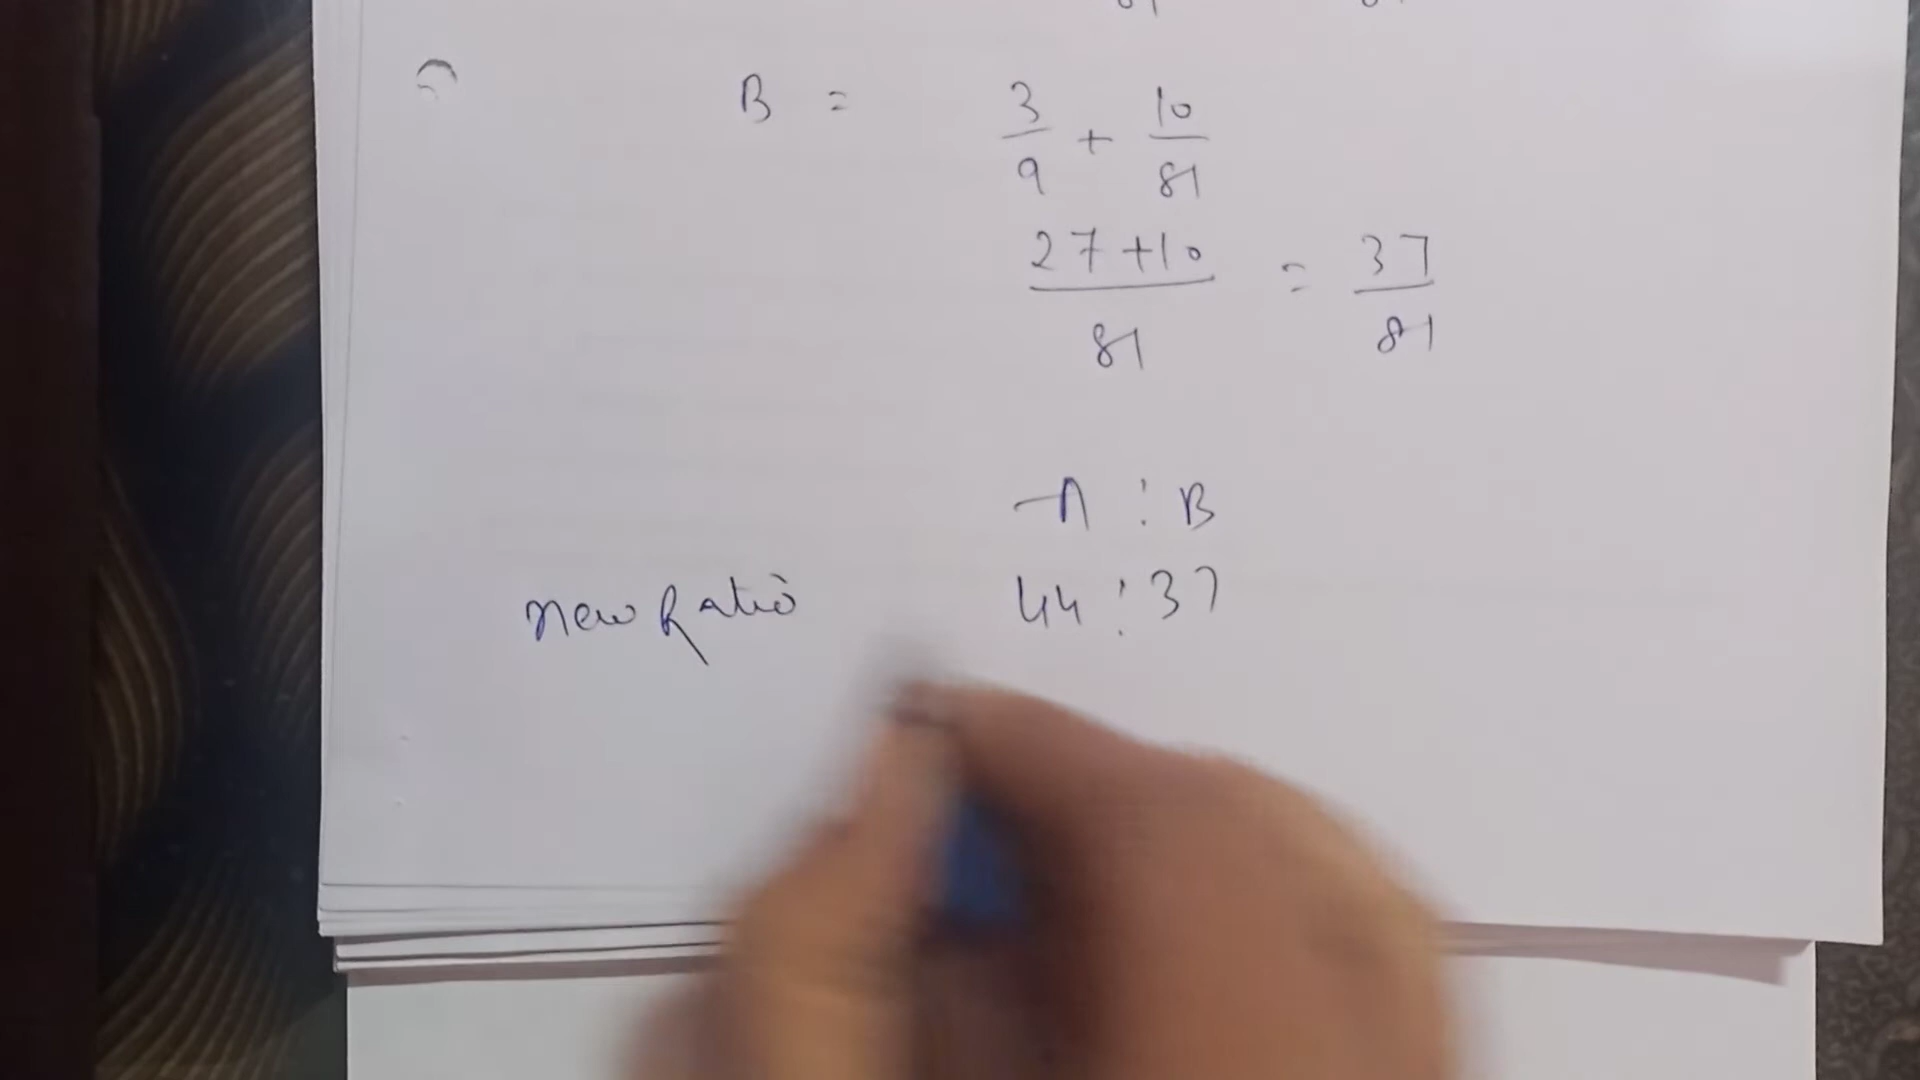 B = 3/9 + 10/81
27+10/81 = 37/81
A : B
New Ratio 44 : 37